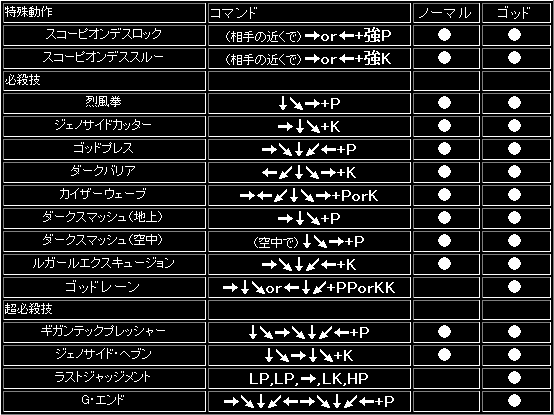 特殊動作 コマンド ノーマル ゴッド
スコーピオンデスロック (相手の近くで)→or←+強P ● ●
スコーピオンデススルー (相手の近くで)→or←+強K ● ●
必殺技
烈風拳 ↓↘→+P ● ●
ジェノサイドカッター →↓↘+K ● ●
ゴッドプレス →↘↓↙←+P ● ●
ダークバリア ←↙↓↘→+K ● ●
カイザーウェーブ →←↙↓↘→+PorK ● ●
ダークスマッシュ(地上) →↓↘+P ● ●
ダークスマッシュ(空中) (空中で)↓↘→+P ● ●
ルガールエクスキュージョン →↘↓↙←+K ● ●
ゴッドレーン →↓↘or←↓↙+PPorKK ●
超必殺技
ギガンテックプレッシャー ↓↘→↘↓↙←+P ● ●
ジェノサイド・ヘブン ↓↘→↓↘+K ● ●
ラストジャッジメント LP,LP,→,LK,HP ●
G・エンド →↘↓↙←→↘↓↙←+P ●